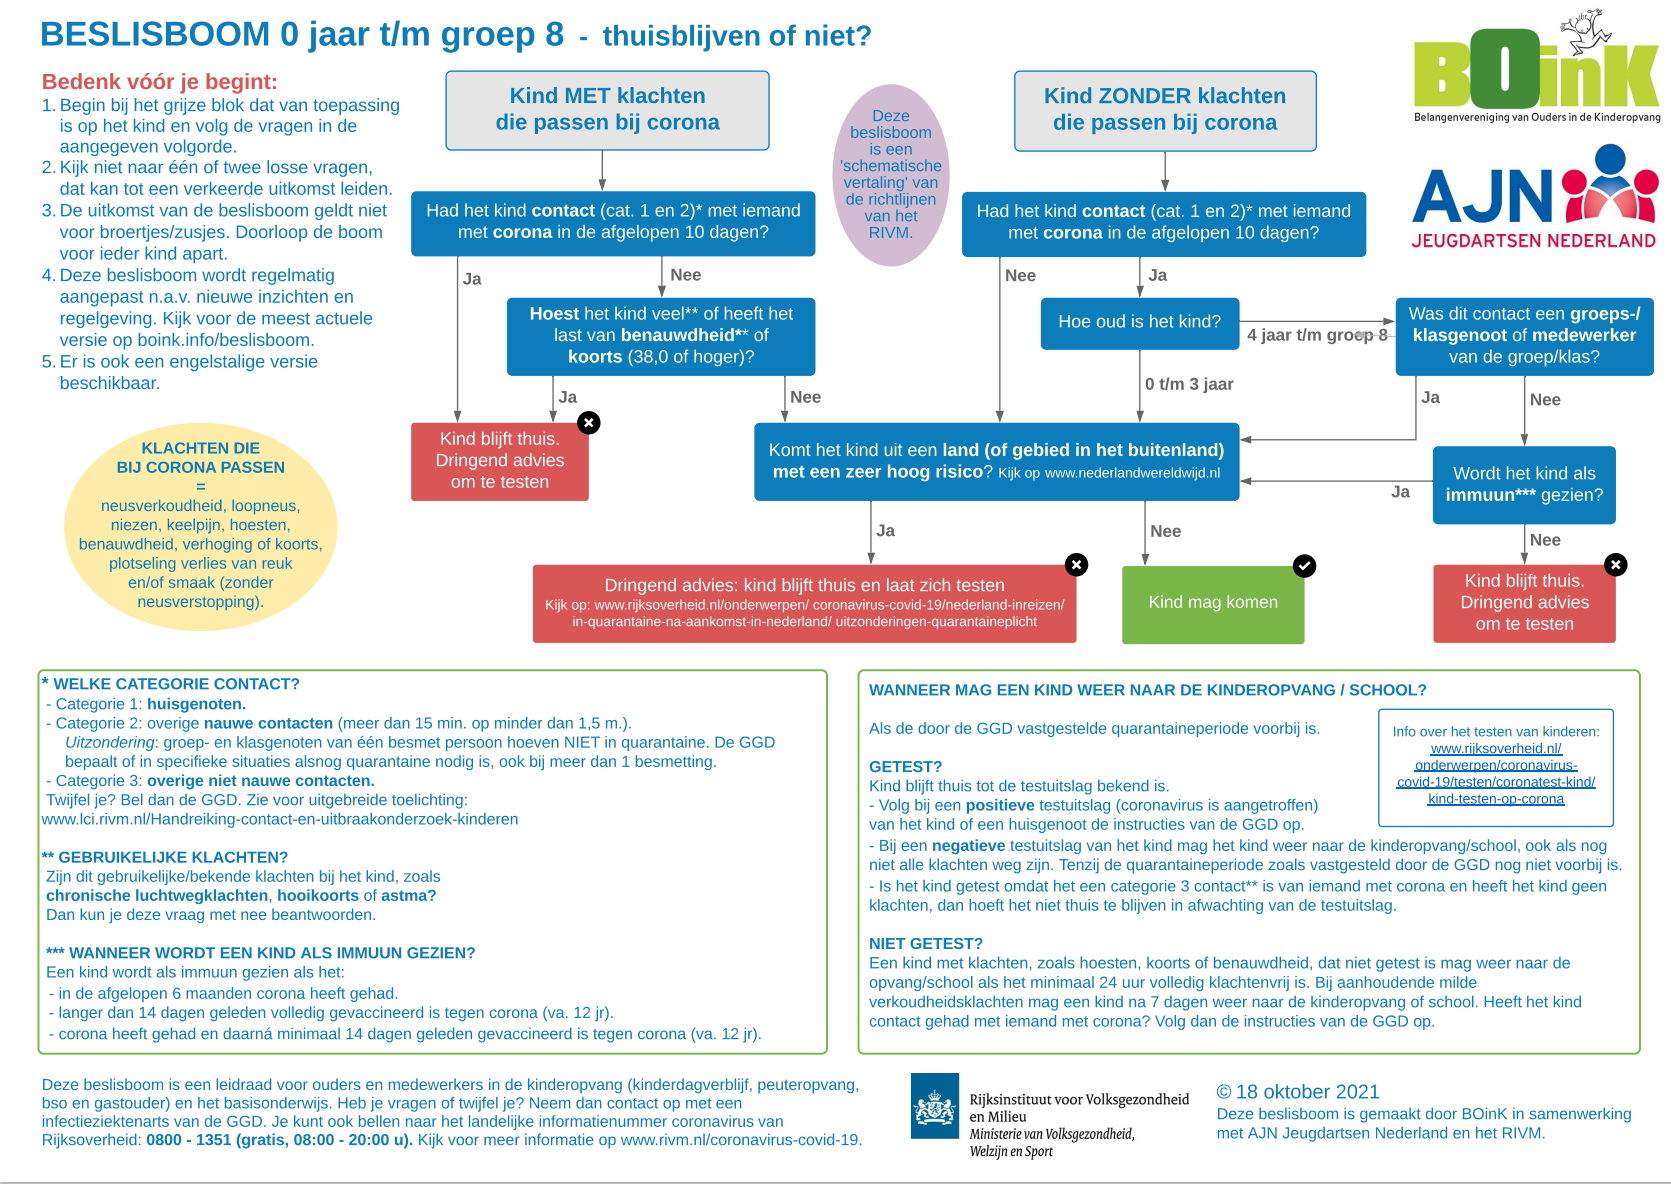 BESLISBOOM 0 jaar t/m groep 8 - thuisblijven of niet?
Bedenk vóór je begint:
1. Begin bij het grijze blok dat van toepassing
is op het kind en volg de vragen in de
aangegeven volgorde.
2. Kijk niet naar één of twee losse vragen,
dat kan tot een verkeerde uitkomst leiden.
3. De uitkomst van de beslisboom geldt niet
voor broertjes/zusjes. Doorloop de boom
voor ieder kind apart.
4. Deze beslisboom wordt regelmatig
aangepast n.a.v. nieuwe inzichten en
regelgeving. Kijk voor de meest actuele
versie op boink.info/beslisboom.
5. Er is ook een engelstalige versie
beschikbaar.
KLACHTEN DIE
BIJ CORONA PASSEN
=
neusverkoudheid, loopneus,
niezen, keelpijn, hoesten,
benauwdheid, verhoging of koorts,
plotseling verlies van reuk
en/of smaak (zonder
neusverstopping).
Kind MET klachten
die passen bij corona
Had het kind contact (cat. 1 en 2)* met iemand
met corona in de afgelopen 10 dagen?
Ja
Nee
Hoest het kind veel** of heeft het
last van benauwdheid** of
koorts (38,0 of hoger)?
Ja
Nee
Kind blijft thuis.
Dringend advies
om te testen
Deze
beslisboom
is een
'schematische
vertaling' van
de richtlijnen
van het
RIVM.
Kind ZONDER klachten
die passen bij corona
Had het kind contact (cat. 1 en 2)* met iemand
met corona in de afgelopen 10 dagen?
Nee
Ja
Hoe oud is het kind?
4 jaar t/m groep 8
0 t/m 3 jaar
Was dit contact een groeps-/
klasgenoot of medewerker
van de groep/klas?
Ja
Nee
Komt het kind uit een land (of gebied in het buitenland)
met een zeer hoog risico? Kijk op www.nederlandwereldwijd.nl
Wordt het kind als
immuun*** gezien?
Ja
Nee
Ja
Nee
Dringend advies: kind blijft thuis en laat zich testen
Kijk op: www.rijksoverheid.nl/onderwerpen/ coronavirus-covid-19/nederland-inreizen/
in-quarantaine-na-aankomst-in-nederland/ uitzonderingen-quarantaineplicht
Kind mag komen
Kind blijft thuis.
Dringend advies
om te testen
BOinK
Belangenvereniging van Ouders in de Kinderopvang
AJN
JEUGDARTSEN NEDERLAND
* WELKE CATEGORIE CONTACT?
- Categorie 1: huisgenoten.
- Categorie 2: overige nauwe contacten (meer dan 15 min. op minder dan 1,5 m.).
Uitzondering: groep- en klasgenoten van één besmet persoon hoeven NIET in quarantaine. De GGD
bepaalt of in specifieke situaties alsnog quarantaine nodig is, ook bij meer dan 1 besmetting.
- Categorie 3: overige niet nauwe contacten.
Twijfel je? Bel dan de GGD. Zie voor uitgebreide toelichting:
www.lci.rivm.nl/Handreiking-contact-en-uitbraakonderzoek-kinderen
** GEBRUIKELIJKE KLACHTEN?
Zijn dit gebruikelijke/bekende klachten bij het kind, zoals
chronische luchtwegklachten, hooikoorts of astma?
Dan kun je deze vraag met nee beantwoorden.
*** WANNEER WORDT EEN KIND ALS IMMUUN GEZIEN?
Een kind wordt als immuun gezien als het:
- in de afgelopen 6 maanden corona heeft gehad.
- langer dan 14 dagen geleden volledig gevaccineerd is tegen corona (va. 12 jr).
- corona heeft gehad en daarná minimaal 14 dagen geleden gevaccineerd is tegen corona (va. 12 jr).
WANNEER MAG EEN KIND WEER NAAR DE KINDEROPVANG / SCHOOL?
Als de door de GGD vastgestelde quarantaineperiode voorbij is.
GETEST?
Kind blijft thuis tot de testuitslag bekend is.
- Volg bij een positieve testuitslag (coronavirus is aangetroffen)
van het kind of een huisgenoot de instructies van de GGD op.
- Bij een negatieve testuitslag van het kind mag het kind weer naar de kinderopvang/school, ook als nog
niet alle klachten weg zijn. Tenzij de quarantaineperiode zoals vastgesteld door de GGD nog niet voorbij is.
- Is het kind getest omdat het een categorie 3 contact** is van iemand met corona en heeft het kind geen
klachten, dan hoeft het niet thuis te blijven in afwachting van de testuitslag.
NIET GETEST?
Een kind met klachten, zoals hoesten, koorts of benauwdheid, dat niet getest is mag weer naar de
opvang/school als het minimaal 24 uur volledig klachtenvrij is. Bij aanhoudende milde
verkoudheidsklachten mag een kind na 7 dagen weer naar de kinderopvang of school. Heeft het kind
contact gehad met iemand met corona? Volg dan de instructies van de GGD op.
Info over het testen van kinderen:
www.rijksoverheid.nl/
onderwerpen/coronavirus-
covid-19/testen/coronatest-kind/
kind-testen-op-corona
Deze beslisboom is een leidraad voor ouders en medewerkers in de kinderopvang (kinderdagverblijf, peuteropvang,
bso en gastouder) en het basisonderwijs. Heb je vragen of twijfel je? Neem dan contact op met een
infectieziektenarts van de GGD. Je kunt ook bellen naar het landelijke informatienummer coronavirus van
Rijksoverheid: 0800 - 1351 (gratis, 08:00 - 20:00 u). Kijk voor meer informatie op www.rivm.nl/coronavirus-covid-19.
Rijksinstituut voor Volksgezondheid
en Milieu
Ministerie van Volksgezondheid,
Welzijn en Sport
© 18 oktober 2021
Deze beslisboom is gemaakt door BOinK in samenwerking
met AJN Jeugdartsen Nederland en het RIVM.